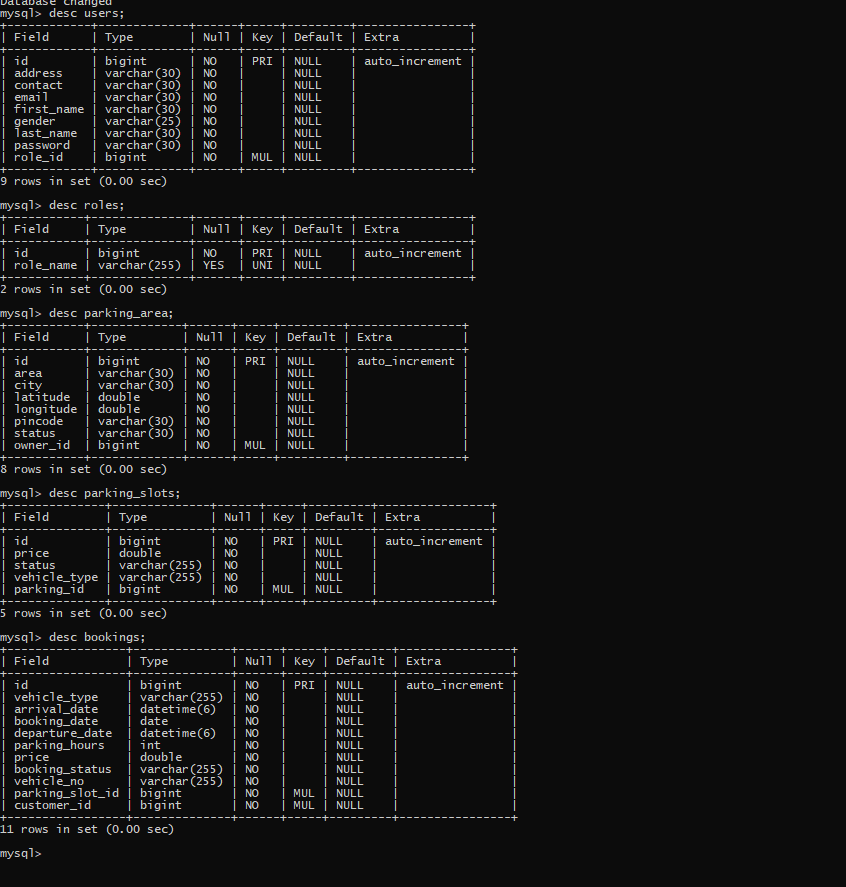 Database changed
mysql> desc users;
+------------+-------------+------+-----+---------+----------------+
| Field      | Type        | Null | Key | Default | Extra          |
+------------+-------------+------+-----+---------+----------------+
| id         | bigint      | NO   | PRI | NULL    | auto_increment |
| address    | varchar(30) | NO   |     | NULL    |                |
| contact    | varchar(30) | NO   |     | NULL    |                |
| email      | varchar(30) | NO   |     | NULL    |                |
| first_name | varchar(30) | NO   |     | NULL    |                |
| gender     | varchar(25) | NO   |     | NULL    |                |
| last_name  | varchar(30) | NO   |     | NULL    |                |
| password   | varchar(30) | NO   |     | NULL    |                |
| role_id    | bigint      | NO   | MUL | NULL    |                |
+------------+-------------+------+-----+---------+----------------+
9 rows in set (0.00 sec)
mysql> desc roles;
+-----------+--------------+------+-----+---------+----------------+
| Field     | Type         | Null | Key | Default | Extra          |
+-----------+--------------+------+-----+---------+----------------+
| id        | bigint       | NO   | PRI | NULL    | auto_increment |
| role_name | varchar(255) | YES  | UNI | NULL    |                |
+-----------+--------------+------+-----+---------+----------------+
2 rows in set (0.00 sec)
mysql> desc parking_area;
+-----------+-------------+------+-----+---------+----------------+
| Field     | Type        | Null | Key | Default | Extra          |
+-----------+-------------+------+-----+---------+----------------+
| id        | bigint      | NO   | PRI | NULL    | auto_increment |
| area      | varchar(30) | NO   |     | NULL    |                |
| city      | varchar(30) | NO   |     | NULL    |                |
| latitude  | double      | NO   |     | NULL    |                |
| longitude | double      | NO   |     | NULL    |                |
| pincode   | varchar(30) | NO   |     | NULL    |                |
| status    | varchar(30) | NO   |     | NULL    |                |
| owner_id  | bigint      | NO   | MUL | NULL    |                |
+-----------+-------------+------+-----+---------+----------------+
8 rows in set (0.00 sec)
mysql> desc parking_slots;
+--------------+--------------+------+-----+---------+----------------+
| Field        | Type         | Null | Key | Default | Extra          |
+--------------+--------------+------+-----+---------+----------------+
| id           | bigint       | NO   | PRI | NULL    | auto_increment |
| price        | double       | NO   |     | NULL    |                |
| status       | varchar(255) | NO   |     | NULL    |                |
| vehicle_type | varchar(255) | NO   |     | NULL    |                |
| parking_id   | bigint       | NO   | MUL | NULL    |                |
+--------------+--------------+------+-----+---------+----------------+
5 rows in set (0.00 sec)
mysql> desc bookings;
+-----------------+--------------+------+-----+---------+----------------+
| Field           | Type         | Null | Key | Default | Extra          |
+-----------------+--------------+------+-----+---------+----------------+
| id              | bigint       | NO   | PRI | NULL    | auto_increment |
| vehicle_type    | varchar(255) | NO   |     | NULL    |                |
| arrival_date    | datetime(6)  | NO   |     | NULL    |                |
| booking_date    | date         | NO   |     | NULL    |                |
| departure_date  | datetime(6)  | NO   |     | NULL    |                |
| parking_hours   | int          | NO   |     | NULL    |                |
| price           | double       | NO   |     | NULL    |                |
| booking_status  | varchar(255) | NO   |     | NULL    |                |
| vehicle_no      | varchar(255) | NO   |     | NULL    |                |
| parking_slot_id | bigint       | NO   | MUL | NULL    |                |
| customer_id     | bigint       | NO   | MUL | NULL    |                |
+-----------------+--------------+------+-----+---------+----------------+
11 rows in set (0.00 sec)
mysql>